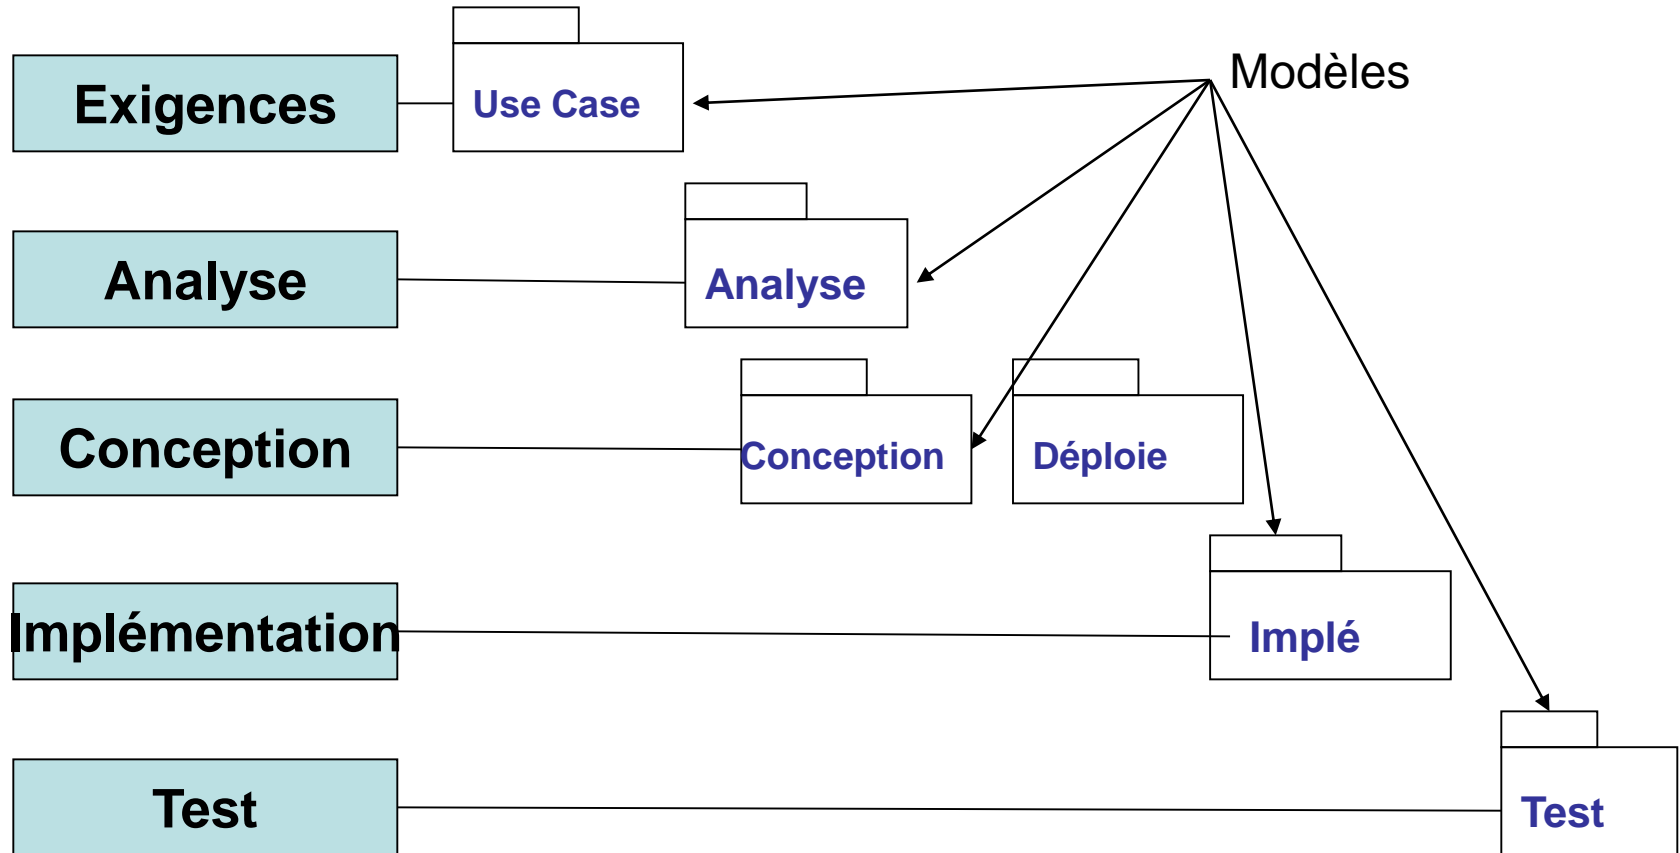 Modèles
Exigences
Use Case
Analyse
Analyse
Conception
Conception
Déploie
Implémentation
Implé
Test
Test